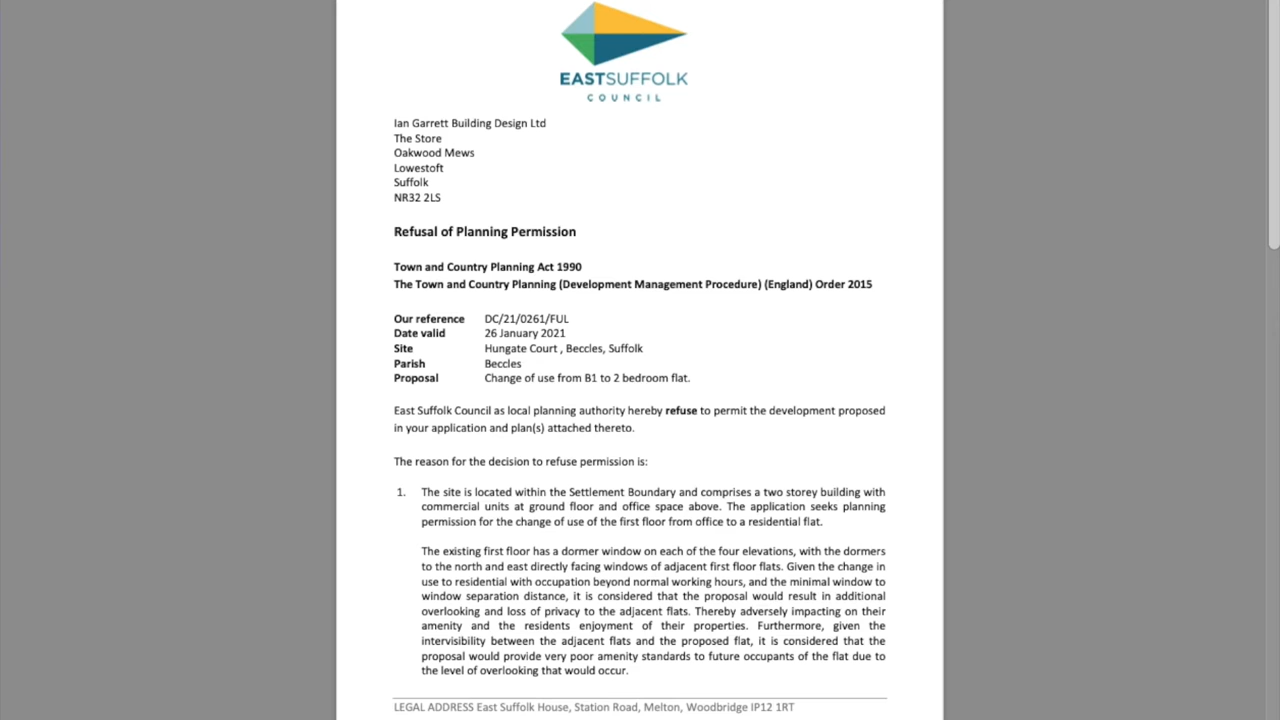 EASTSUFFOLK
COUNCIL
Ian Garrett Building Design Ltd
The Store
Oakwood Mews
Lowestoft
Suffolk
NR32 2LS
Refusal of Planning Permission
Town and Country Planning Act 1990
The Town and Country Planning (Development Management Procedure) (England) Order 2015
Our reference DC/21/0261/FUL
Date valid 26 January 2021
Site Hungate Court , Beccles, Suffolk
Parish Beccles
Proposal Change of use from B1 to 2 bedroom flat.
East Suffolk Council as local planning authority hereby refuse to permit the development proposed
in your application and plan(s) attached thereto.
The reason for the decision to refuse permission is:
1. The site is located within the Settlement Boundary and comprises a two storey building with
commercial units at ground floor and office space above. The application seeks planning
permission for the change of use of the first floor from office to a residential flat.
The existing first floor has a dormer window on each of the four elevations, with the dormers
to the north and east directly facing windows of adjacent first floor flats. Given the change in
use to residential with occupation beyond normal working hours, and the minimal window to
window separation distance, it is considered that the proposal would result in additional
overlooking and loss of privacy to the adjacent flats. Thereby adversely impacting on their
amenity and the residents enjoyment of their properties. Furthermore, given the
intervisibility between the adjacent flats and the proposed flat, it is considered that the
proposal would provide very poor amenity standards to future occupants of the flat due to
the level of overlooking that would occur.
LEGAL ADDRESS East Suffolk House, Station Road, Melton, Woodbridge IP12 1RT